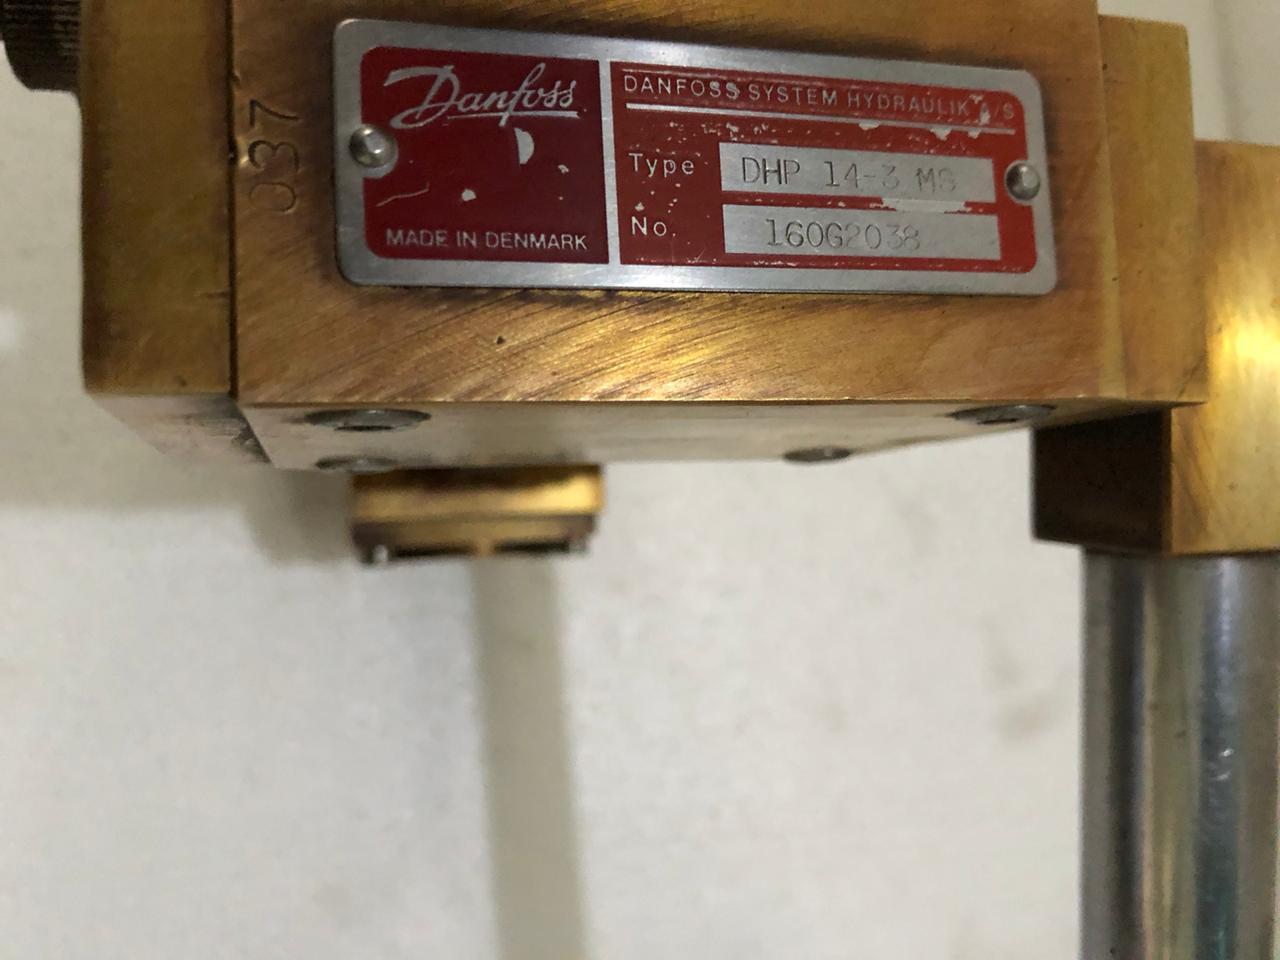 Danfoss
MADE IN DENMARK
DANFOSS SYSTEM HYDRAULIK A/S
Type DHP 14-3 MS
No. 160G2038
037